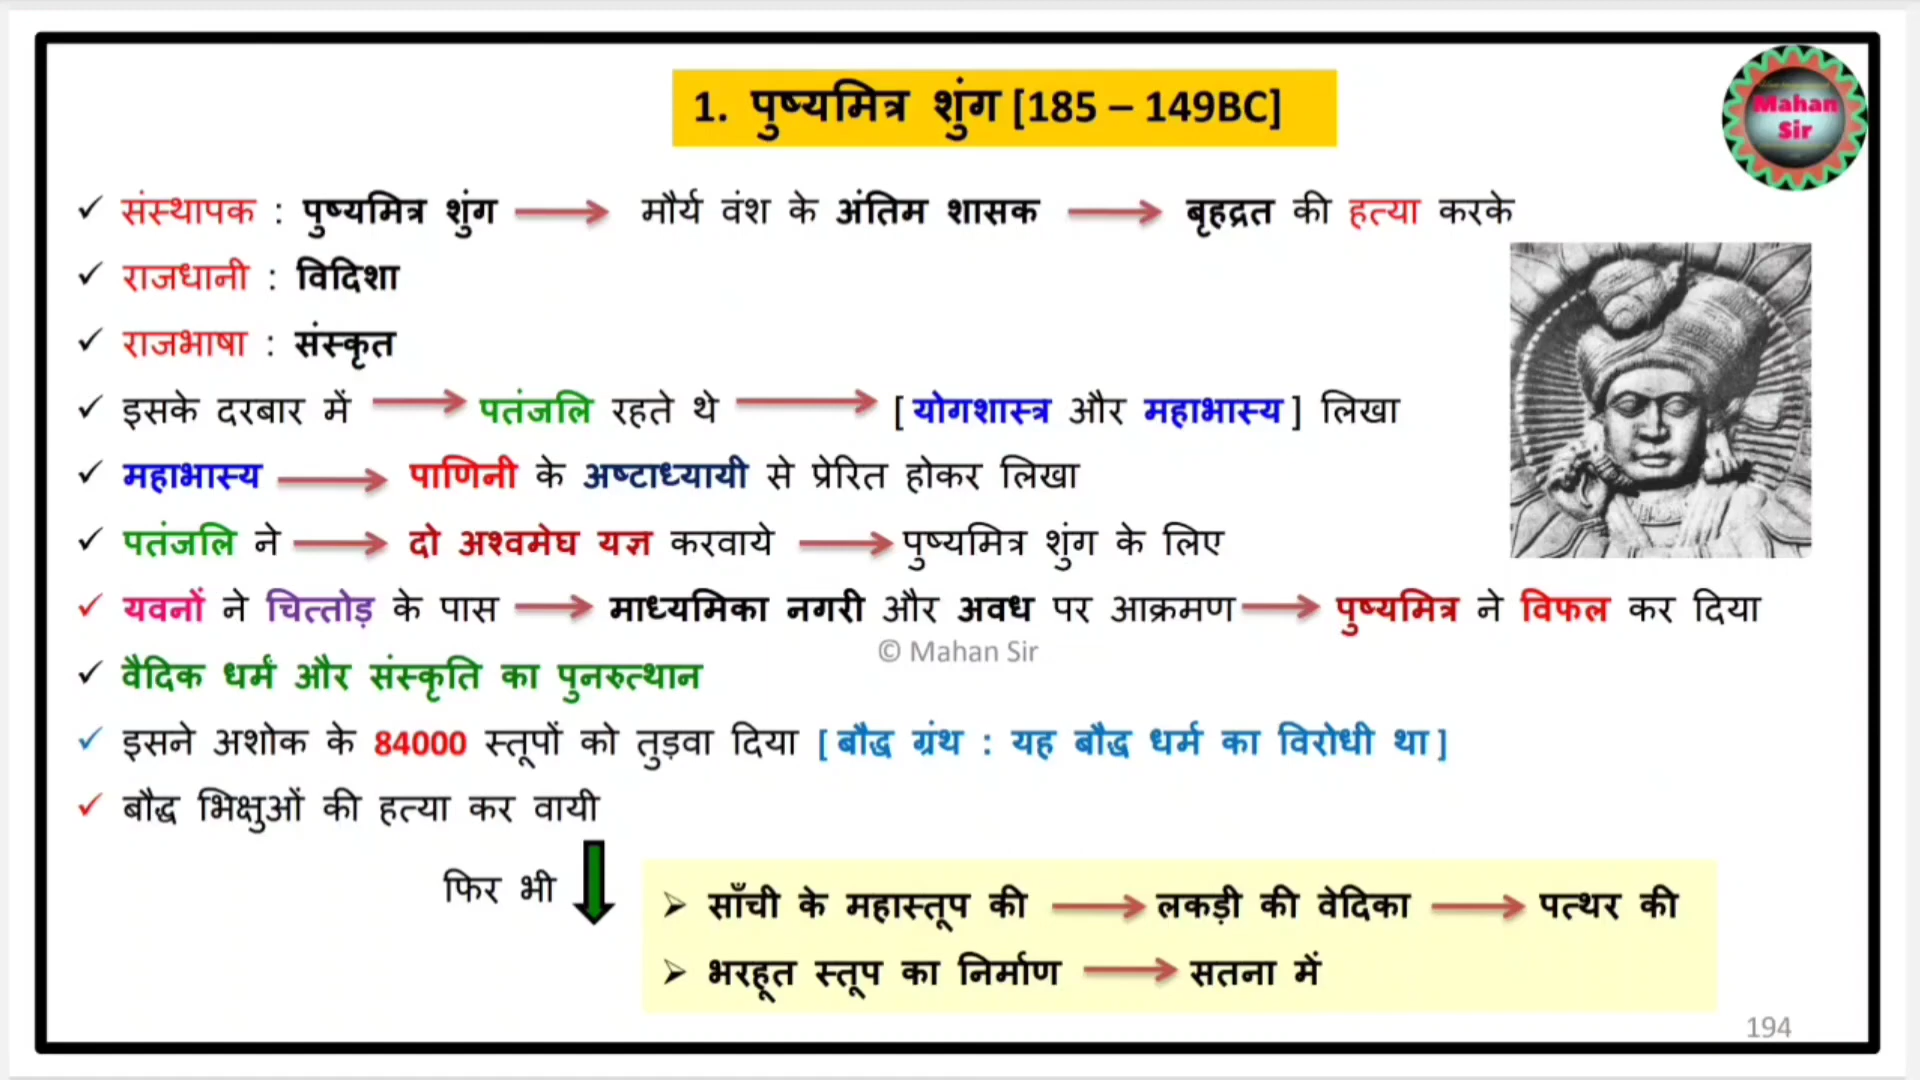 1. पुष्यमित्र शुंग [185 – 149BC]
Mahan
Sir
✓ संस्थापक : पुष्यमित्र शुंग → मौर्य वंश के अंतिम शासक → बृहद्रत की हत्या करके
✓ राजधानी : विदिशा
✓ राजभाषा : संस्कृत
✓ इसके दरबार में → पतंजलि रहते थे → [ योगशास्त्र और महाभास्य ] लिखा
✓ महाभास्य → पाणिनी के अष्टाध्यायी से प्रेरित होकर लिखा
✓ पतंजलि ने → दो अश्वमेघ यज्ञ करवाये → पुष्यमित्र शुंग के लिए
✓ यवनों ने चित्तोड़ के पास → माध्यमिका नगरी और अवध पर आक्रमण → पुष्यमित्र ने विफल कर दिया
© Mahan Sir
✓ वैदिक धर्मं और संस्कृति का पुनरुत्थान
✓ इसने अशोक के 84000 स्तूपों को तुड़वा दिया [ बौद्ध ग्रंथ : यह बौद्ध धर्म का विरोधी था ]
✓ बौद्ध भिक्षुओं की हत्या कर वायी
फिर भी
➢ साँची के महास्तूप की → लकड़ी की वेदिका → पत्थर की
➢ भरहूत स्तूप का निर्माण → सतना में
194